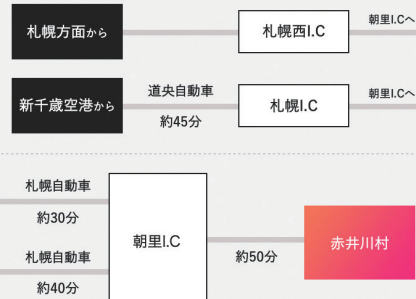 札幌方面から
札幌西I.C
朝里I.Cへ
新千歳空港から
道央自動車
約45分
札幌I.C
朝里I.Cへ
札幌自動車
約30分
札幌自動車
約40分
朝里I.C
約50分
赤井川村